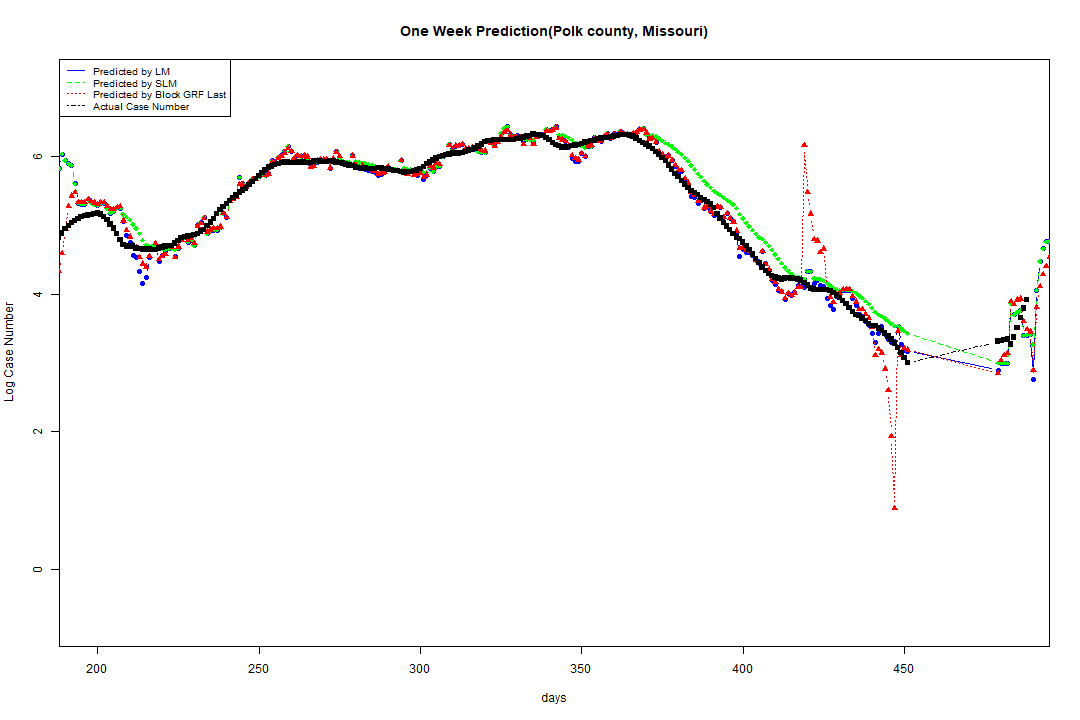 One Week Prediction(Polk county, Missouri)
Predicted by LM
Predicted by SLM
Predicted by Block GRF Last
Actual Case Number
6
4
2
0
Log Case Number
200 250 300 350 400 450
days